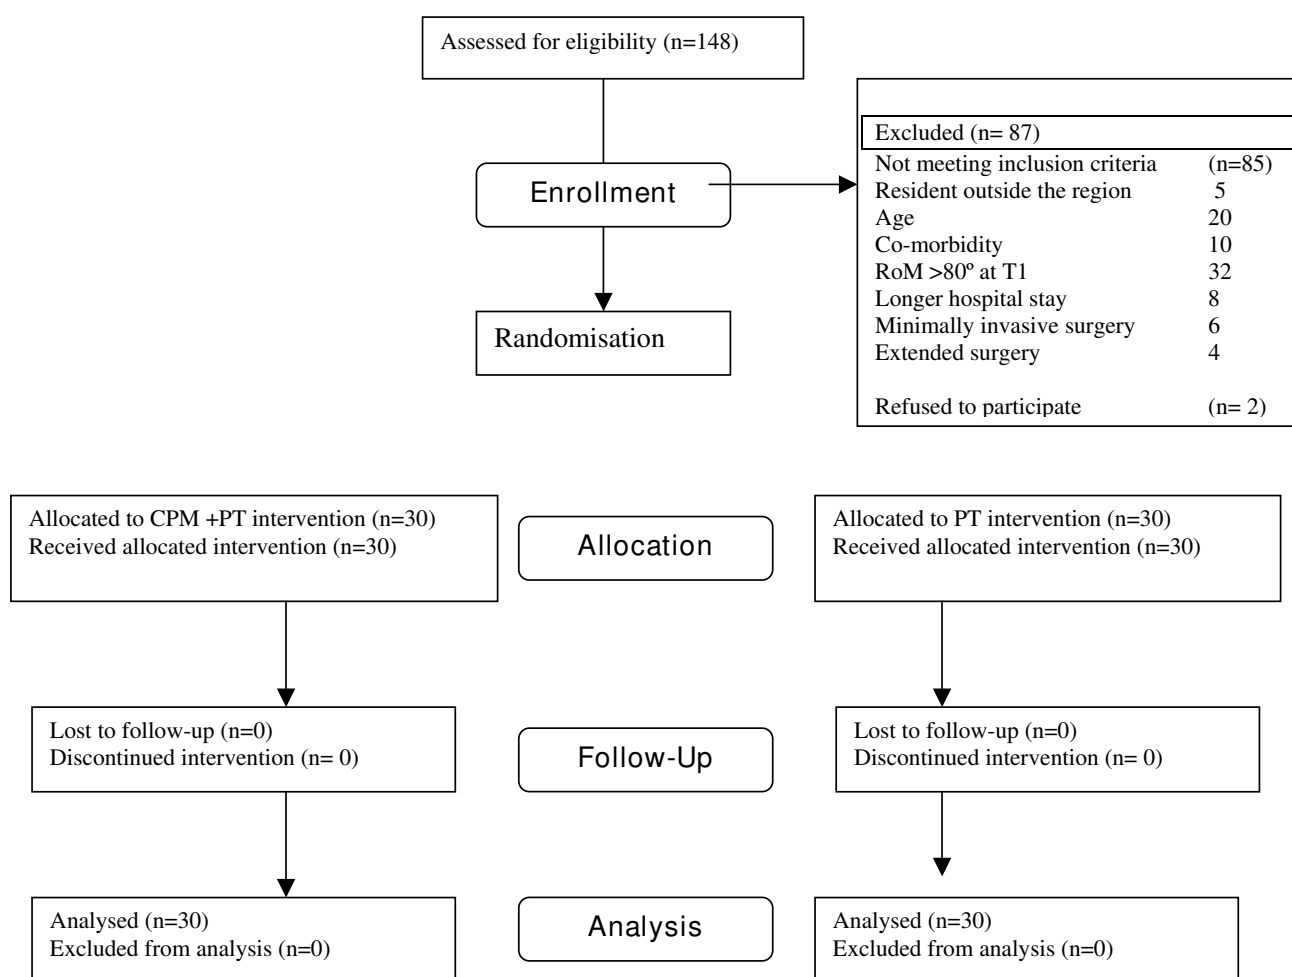 Assessed for eligibility (n=148)
Excluded (n= 87)
Not meeting inclusion criteria (n=85)
Resident outside the region 5
Age 20
Co-morbidity 10
RoM >80º at T1 32
Longer hospital stay 8
Minimally invasive surgery 6
Extended surgery 4
Refused to participate (n= 2)
Enrollment
Randomisation
Allocated to CPM +PT intervention (n=30)
Received allocated intervention (n=30)
Allocation
Allocated to PT intervention (n=30)
Received allocated intervention (n=30)
Lost to follow-up (n=0)
Discontinued intervention (n= 0)
Follow-Up
Lost to follow-up (n=0)
Discontinued intervention (n= 0)
Analysed (n=30)
Excluded from analysis (n=0)
Analysis
Analysed (n=30)
Excluded from analysis (n=0)